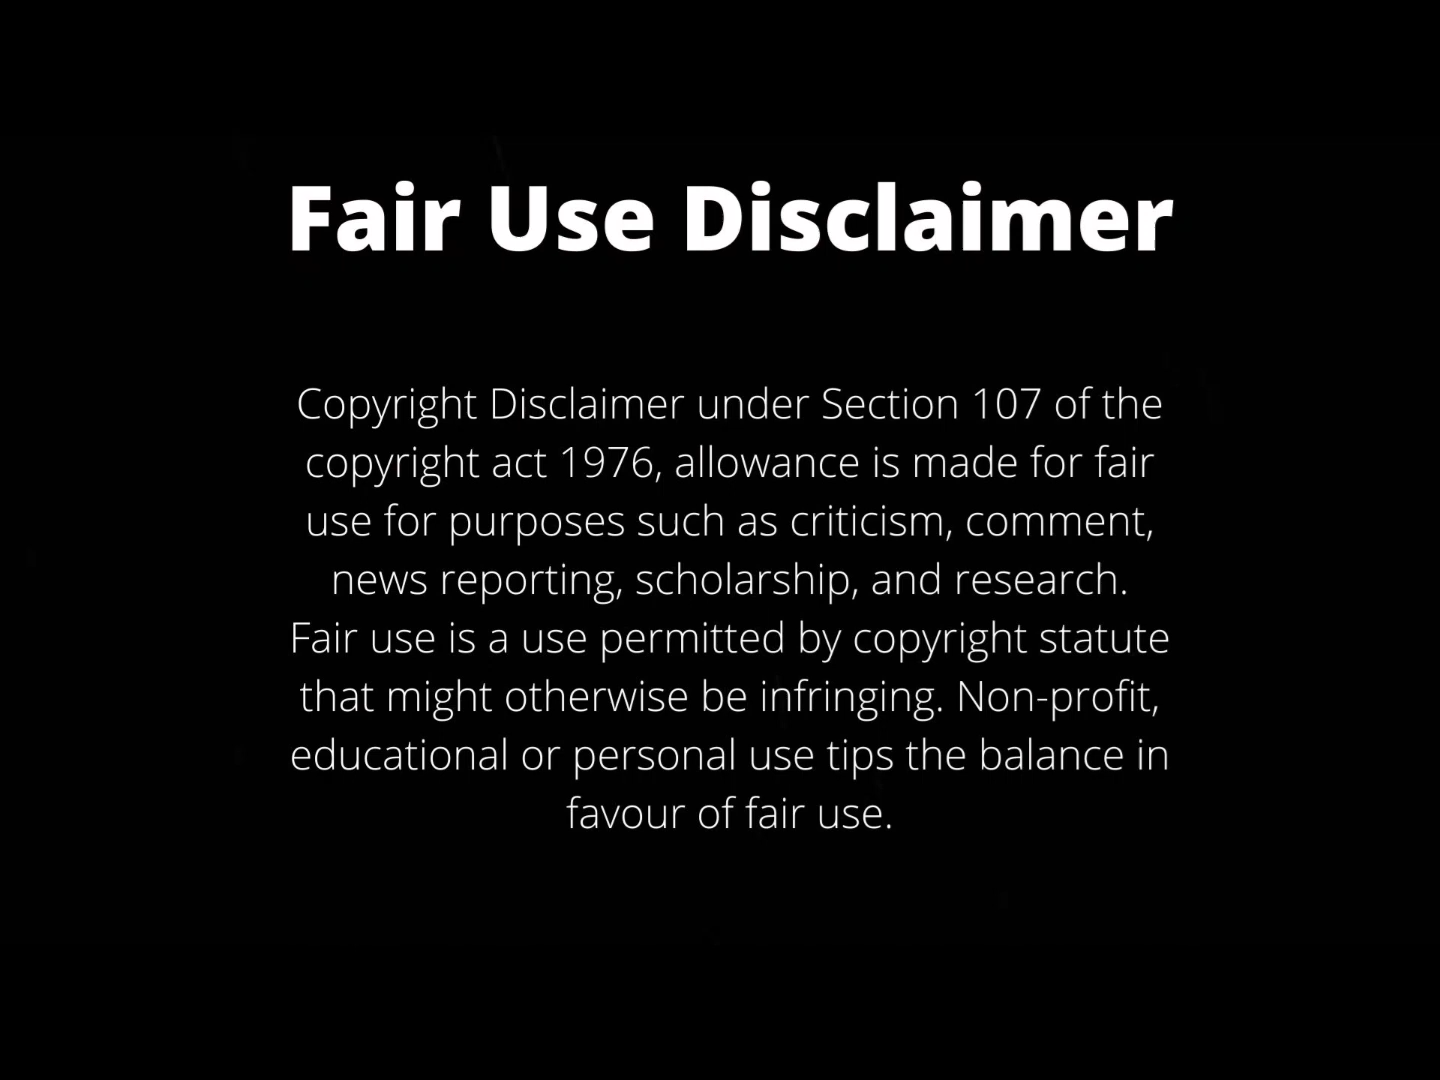 Fair Use Disclaimer
Copyright Disclaimer under Section 107 of the
copyright act 1976, allowance is made for fair
use for purposes such as criticism, comment,
news reporting, scholarship, and research.
Fair use is a use permitted by copyright statute
that might otherwise be infringing. Non-profit,
educational or personal use tips the balance in
favour of fair use.